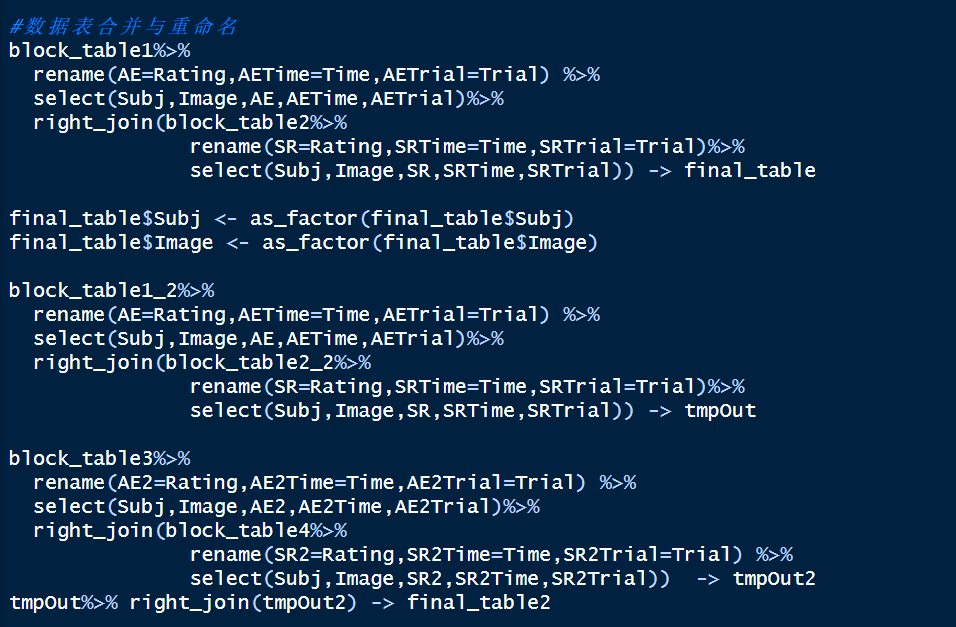 #数据表合并与重命名
block_table1%>%
  rename(AE=Rating,AETime=Time,AETrial=Trial) %>%
  select(Subj,Image,AE,AETime,AETrial)%>%
  right_join(block_table2%>%
               rename(SR=Rating,SRTime=Time,SRTrial=Trial)%>%
               select(Subj,Image,SR,SRTime,SRTrial)) -> final_table

final_table$Subj <- as_factor(final_table$Subj)
final_table$Image <- as_factor(final_table$Image)

block_table1_2%>%
  rename(AE=Rating,AETime=Time,AETrial=Trial) %>%
  select(Subj,Image,AE,AETime,AETrial)%>%
  right_join(block_table2_2%>%
               rename(SR=Rating,SRTime=Time,SRTrial=Trial)%>%
               select(Subj,Image,SR,SRTime,SRTrial)) -> tmpOut

block_table3%>%
  rename(AE2=Rating,AE2Time=Time,AE2Trial=Trial) %>%
  select(Subj,Image,AE2,AE2Time,AE2Trial)%>%
  right_join(block_table4%>%
               rename(SR2=Rating,SR2Time=Time,SR2Trial=Trial) %>%
               select(Subj,Image,SR2,SR2Time,SR2Trial))  -> tmpOut2
tmpOut%>% right_join(tmpOut2) -> final_table2